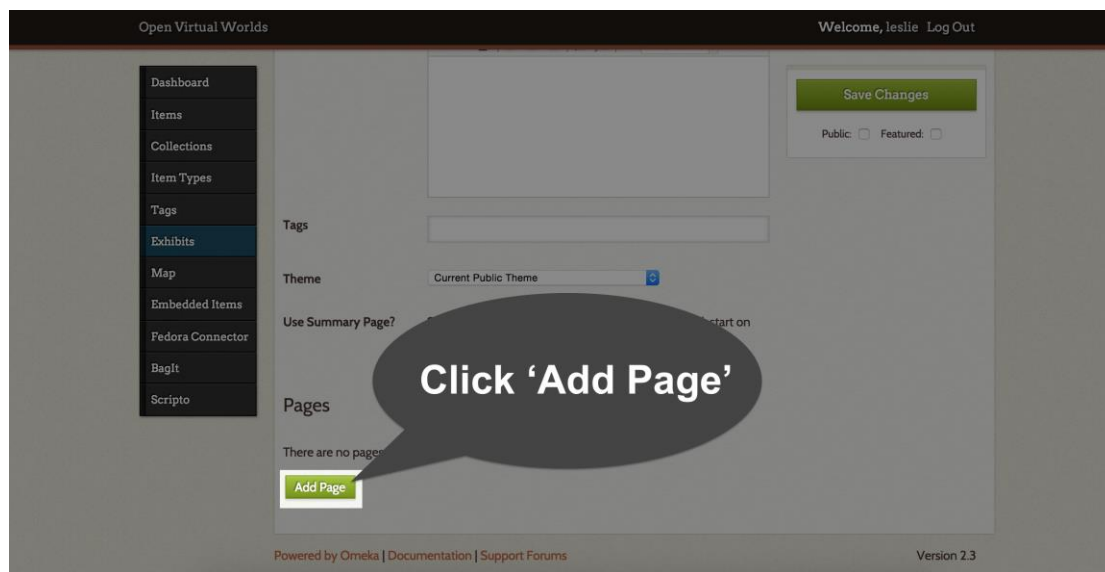 Open Virtual Worlds
Welcome, leslie Log Out
Dashboard
Items
Collections
Item Types
Tags
Exhibits
Map
Embedded Items
Fedora Connector
BagIt
Scripto
Save Changes
Public: Featured:
Tags
Theme
Current Public Theme
Use Summary Page?
start on
Click ‘Add Page’
Pages
There are no pages
Add Page
Powered by Omeka | Documentation | Support Forums
Version 2.3